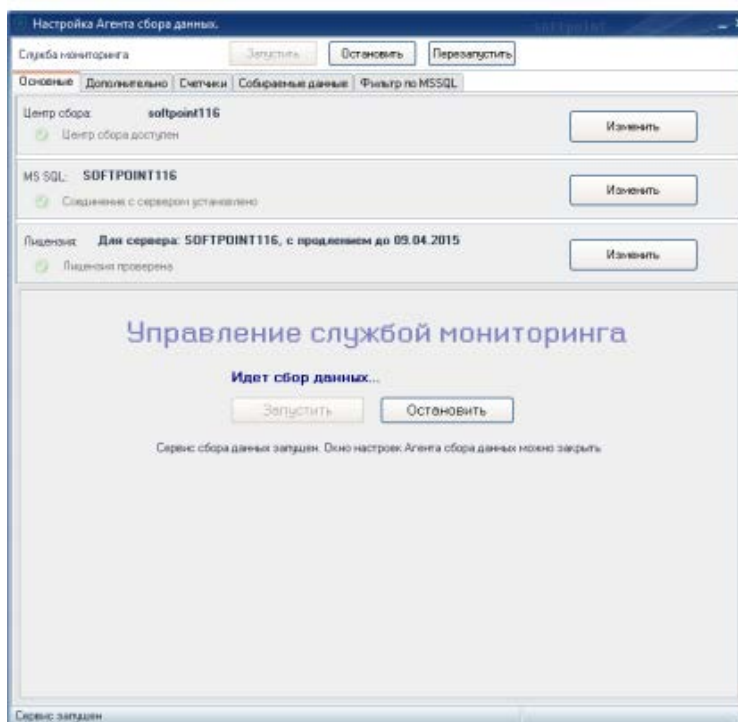 Настройка Агента сбора данных.
SOFTPOINT
Служба мониторинга Запустить Остановить Перезапустить
Основные Дополнительно Счетчики Собираемые данные Фильтр по MSSQL
Центр сбора: softpoint116
Центр сбора доступен
Изменить
MS SQL: SOFTPOINT116
Соединение с сервером установлено
Изменить
Лицензия: Для сервера: SOFTPOINT116, с продлением до 09.04.2015
Лицензия проверена
Изменить
Управление службой мониторинга
Идет сбор данных...
Запустить Остановить
Сервис сбора данных запущен. Окно настроек Агента сбора данных можно закрыть
Сервис запущен